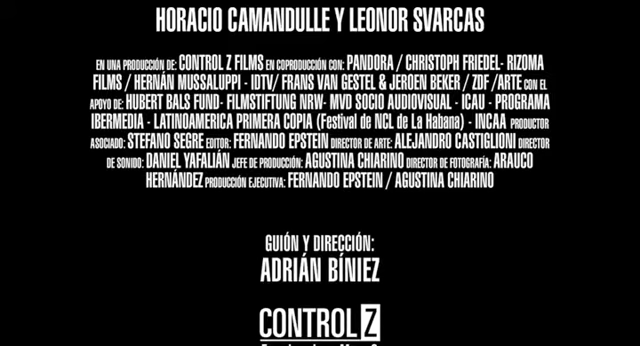 HORACIO CAMANDULLE Y LEONOR SVARCAS
EN UNA PRODUCCIÓN DE: CONTROL Z FILMS EN COPRODUCCIÓN CON: PANDORA / CHRISTOPH FRIEDEL- RIZOMA
FILMS / HERNÁN MUSSALUPPI - IDTV/ FRANS VAN GESTEL & JEROEN BEKER / ZDF /ARTE CON EL
APOYO DE: HUBERT BALS FUND- FILMSTIFTUNG NRW- MVD SOCIO AUDIOVISUAL - ICAU - PROGRAMA
IBERMEDIA - LATINOAMERICA PRIMERA COPIA (Festival de NCL de La Habana) - INCAA PRODUCTOR
ASOCIADO: STEFANO SEGRE EDITOR: FERNANDO EPSTEIN DIRECTOR DE ARTE: ALEJANDRO CASTIGLIONI DIRECTOR
DE SONIDO: DANIEL YAFALIÁN JEFE DE PRODUCCIÓN: AGUSTINA CHIARINO DIRECTOR DE FOTOGRAFÍA: ARAUCO
HERNÁNDEZ PRODUCCIÓN EJECUTIVA: FERNANDO EPSTEIN / AGUSTINA CHIARINO
GUIÓN Y DIRECCIÓN:
ADRIÁN BÍNIEZ
CONTROL Z